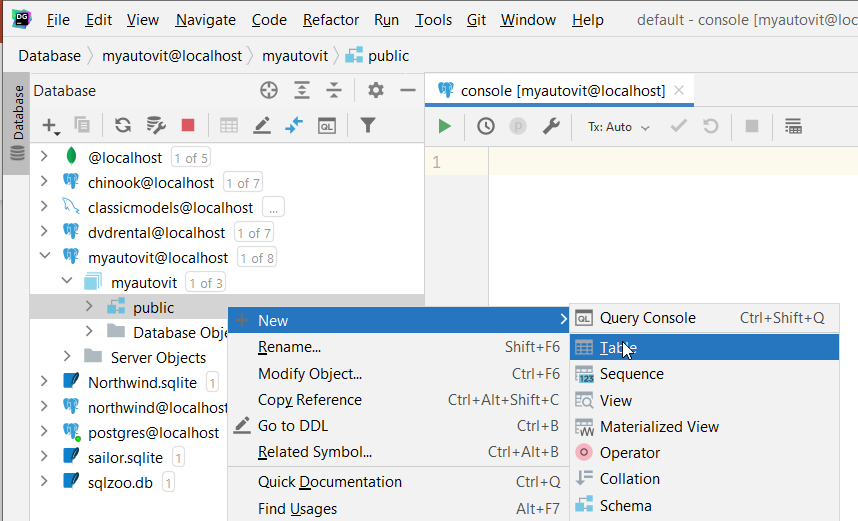 DG File Edit View Navigate Code Refactor Run Tools Git Window Help default - console [myautovit@loc
Database myautovit@localhost myautovit public
Database
Database
console [myautovit@localhost]
QL
P Tx: Auto
1
@localhost 1 of 5
chinook@localhost 1 of 7
classicmodels@localhost ...
dvdrental@localhost 1 of 7
myautovit@localhost 1 of 8
myautovit 1 of 3
public
Database Obje
Server Objects
Northwind.sqlite 1
northwind@localhost
postgres@localhost
sailor.sqlite 1
sqlzoo.db 1
New
Rename... Shift+F6
Modify Object... Ctrl+F6
Copy Reference Ctrl+Alt+Shift+C
Go to DDL Ctrl+B
Related Symbol... Ctrl+Alt+B
Quick Documentation Ctrl+Q
Find Usages Alt+F7
QL Query Console Ctrl+Shift+Q
Table
123 Sequence
View
Materialized View
Operator
Collation
Schema